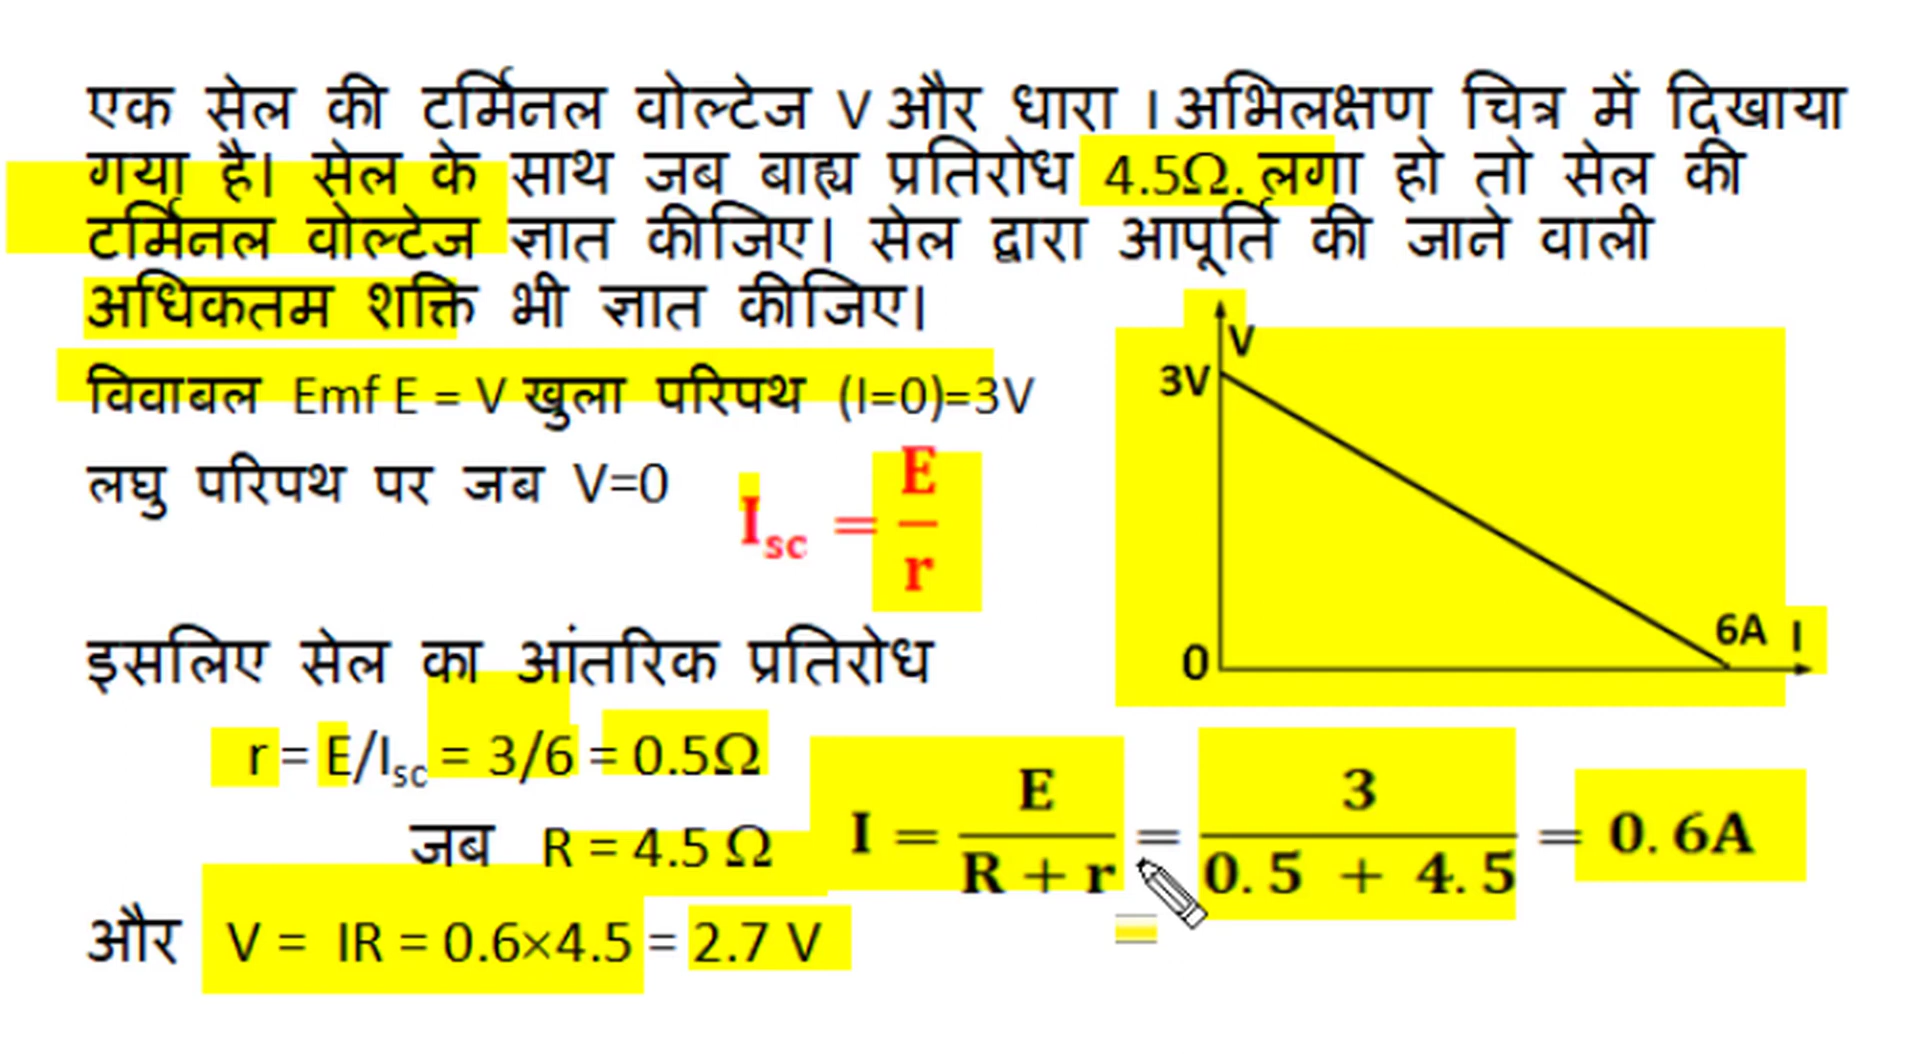 एक सेल की टर्मिनल वोल्टेज V और धारा I अभिलक्षण चित्र में दिखाया
गया है। सेल के साथ जब बाह्य प्रतिरोध 4.5Ω. लगा हो तो सेल की
टर्मिनल वोल्टेज ज्ञात कीजिए। सेल द्वारा आपूर्ति की जाने वाली
अधिकतम शक्ति भी ज्ञात कीजिए।
विवाबल Emf E = V खुला परिपथ (I=0)=3V
लघु परिपथ पर जब V=0
I_sc = E/r
V
3V
0
6A I
इसलिए सेल का आंतरिक प्रतिरोध
r = E/I_sc = 3/6 = 0.5Ω
जब R = 4.5 Ω I = E/(R + r) = 3/(0.5 + 4.5) = 0.6A
=
और V = IR = 0.6×4.5 = 2.7 V